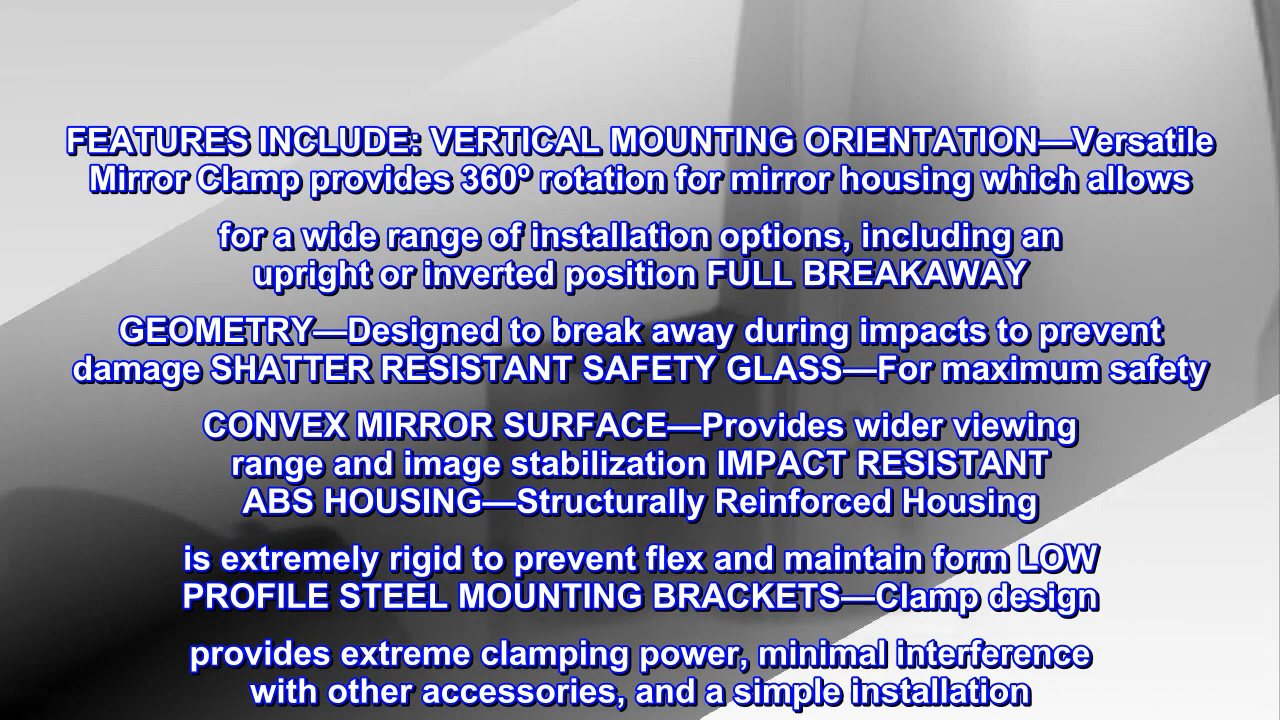 FEATURES INCLUDE: VERTICAL MOUNTING ORIENTATION—Versatile
Mirror Clamp provides 360º rotation for mirror housing which allows
for a wide range of installation options, including an
upright or inverted position FULL BREAKAWAY
GEOMETRY—Designed to break away during impacts to prevent
damage SHATTER RESISTANT SAFETY GLASS—For maximum safety
CONVEX MIRROR SURFACE—Provides wider viewing
range and image stabilization IMPACT RESISTANT
ABS HOUSING—Structurally Reinforced Housing
is extremely rigid to prevent flex and maintain form LOW
PROFILE STEEL MOUNTING BRACKETS—Clamp design
provides extreme clamping power, minimal interference
with other accessories, and a simple installation